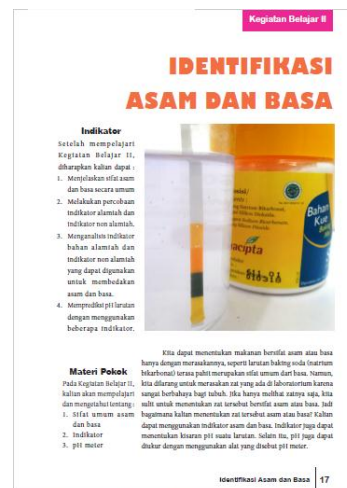 Kegiatan Belajar II
IDENTIFIKASI
ASAM DAN BASA
Indikator
Setelah mempelajari
Kegiatan Belajar II,
diharapkan kalian dapat :
1. Menjelaskan sifat asam
dan basa secara umum
2. Melakukan percobaan
indikator alamiah dan
indikator non alamiah.
3. Menganalisis indikator
bahan alamiah dan
indikator non alamiah
yang dapat digunakan
untuk membedakan
asam dan basa.
4. Memprediksi pH larutan
dengan menggunakan
beberapa indikator.
Bahan
Kue
acipta
Materi Pokok
Pada Kegiatan Belajar II,
kalian akan mempelajari
dan mengetahui tentang :
1. Sifat umum asam
dan basa
2. Indikator
3. pH meter
Kita dapat menentukan makanan bersifat asam atau basa
hanya dengan merasakannya, seperti larutan baking soda (natrium
bikarbonat) terasa pahit merupakan sifat umum dari basa. Namun,
kita dilarang untuk merasakan zat yang ada di laboratorium karena
sangat berbahaya bagi tubuh. Jika hanya melihat zatnya saja, kita
sulit untuk menentukan zat tersebut bersifat asam atau basa. Jadi
bagaimana kalian menentukan zat tersebut asam atau basa? Kalian
dapat menggunakan indikator asam dan basa. Indikator juga dapat
menentukan kisaran pH suatu larutan. Selain itu, pH juga dapat
diukur dengan menggunakan alat yang disebut pH meter.
Identifikasi Asam dan Basa 17